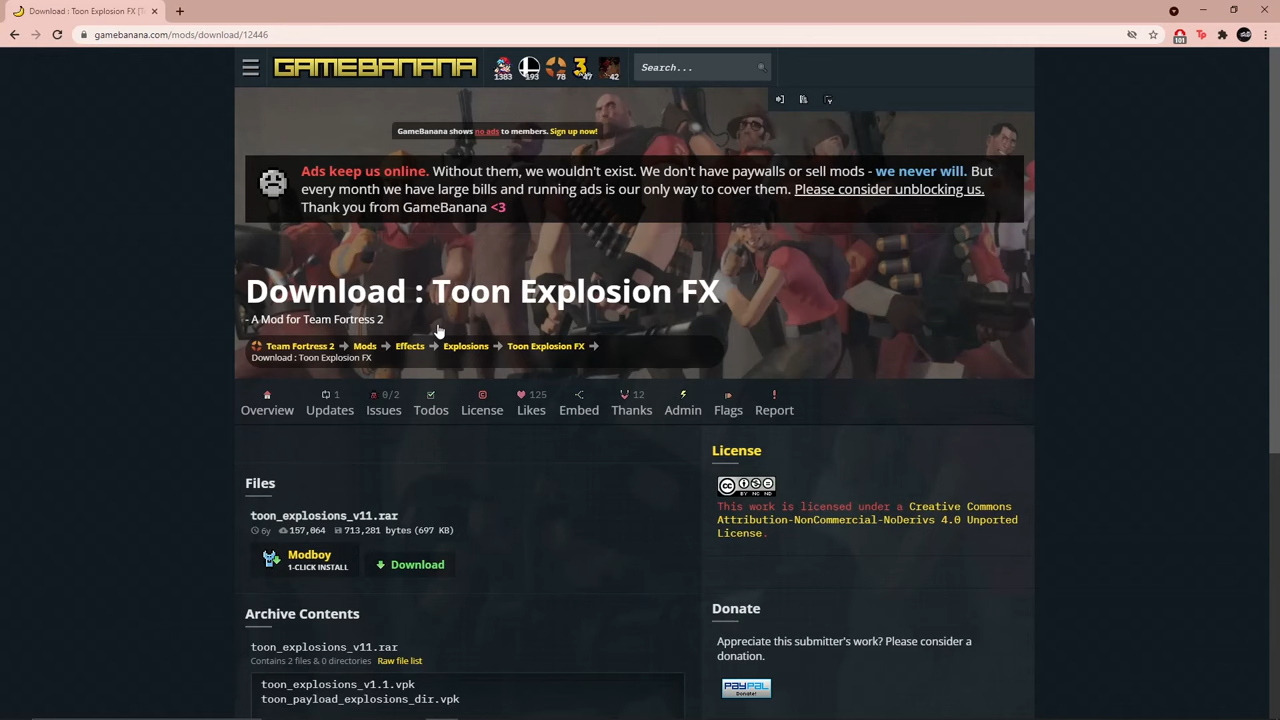 Download : Toon Explosion FX [T
gamebanana.com/mods/download/12446
101
GAMEBANANA
1383 193 78 47 42
Search...
GameBanana shows no ads to members. Sign up now!
Ads keep us online. Without them, we wouldn't exist. We don't have paywalls or sell mods - we never will. But
every month we have large bills and running ads is our only way to cover them. Please consider unblocking us.
Thank you from GameBanana <3
Download : Toon Explosion FX
- A Mod for Team Fortress 2
Team Fortress 2 Mods Effects Explosions Toon Explosion FX
Download : Toon Explosion FX
1 0/2 125 12
Overview Updates Issues Todos License Likes Embed Thanks Admin Flags Report
Files
toon_explosions_v11.rar
6y 157,064 713,281 bytes (697 KB)
Modboy
1-CLICK INSTALL
Download
Archive Contents
toon_explosions_v11.rar
Contains 2 files & 0 directories Raw file list
toon_explosions_v1.1.vpk
toon_payload_explosions_dir.vpk
License
CC BY NC ND
This work is licensed under a Creative Commons
Attribution-NonCommercial-NoDerivs 4.0 Unported
License.
Donate
Appreciate this submitter's work? Please consider a
donation.
PayPal
Donate!